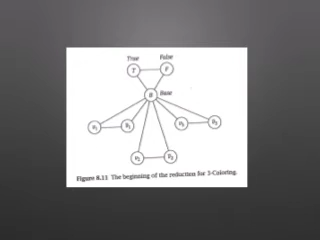 True False
T F
B Base
v₁ v̄₁ v₃ v̄₃
v₂ v̄₂
Figure 8.11 The beginning of the reduction for 3-Coloring.